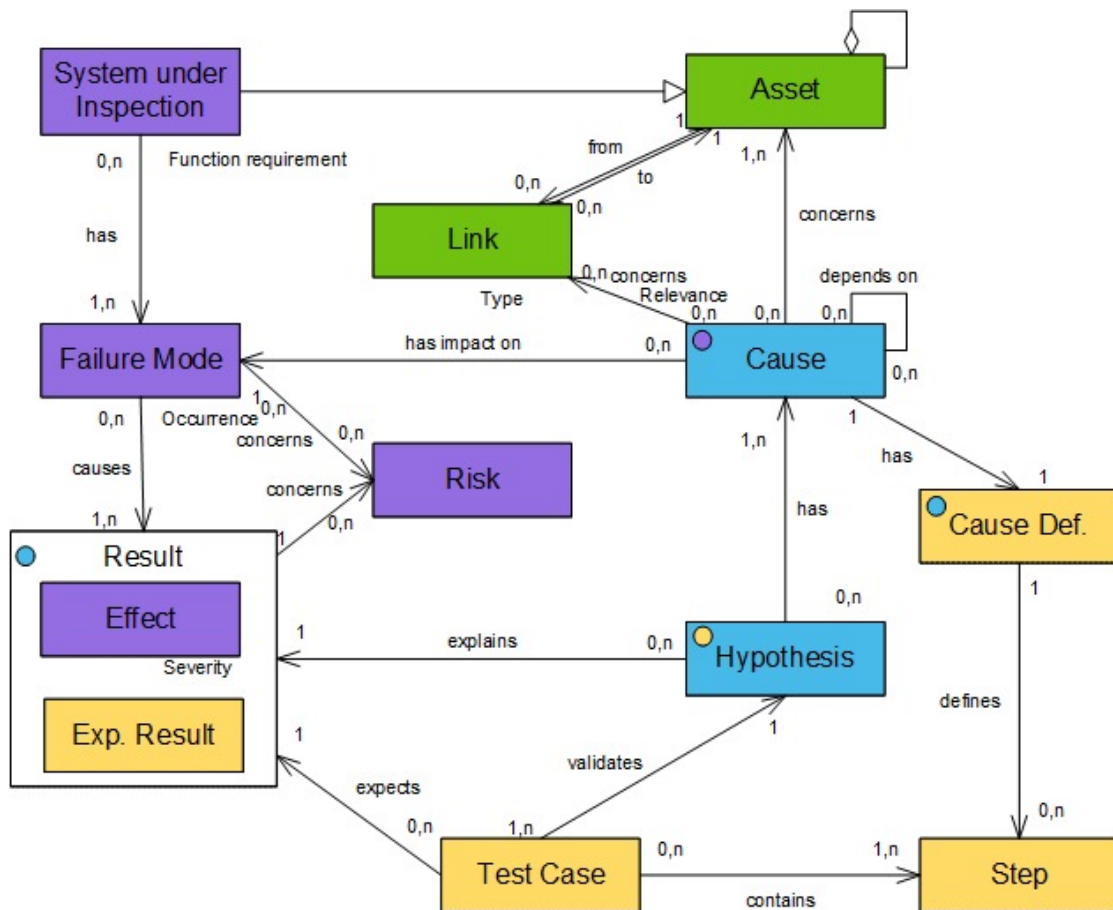 System under
Inspection
Asset
1
1
1,n
0,n
Function requirement
from
to
0,n
0,n
Link
concerns
has
0,n
concerns
depends on
Type
Relevance
1,n
0,n
0,n
0,n
Failure Mode
has impact on
0,n
Cause
0,n
1
0,n
0,n
Occurrence
concerns
0,n
1,n
1
has
causes
concerns
Risk
1
1,n
0,n
has
Cause Def.
1
Result
Effect
1
0,n
1
explains
0,n
Hypothesis
Severity
Exp. Result
1
1
defines
validates
expects
0,n
1,n
0,n
1,n
0,n
Test Case
contains
Step